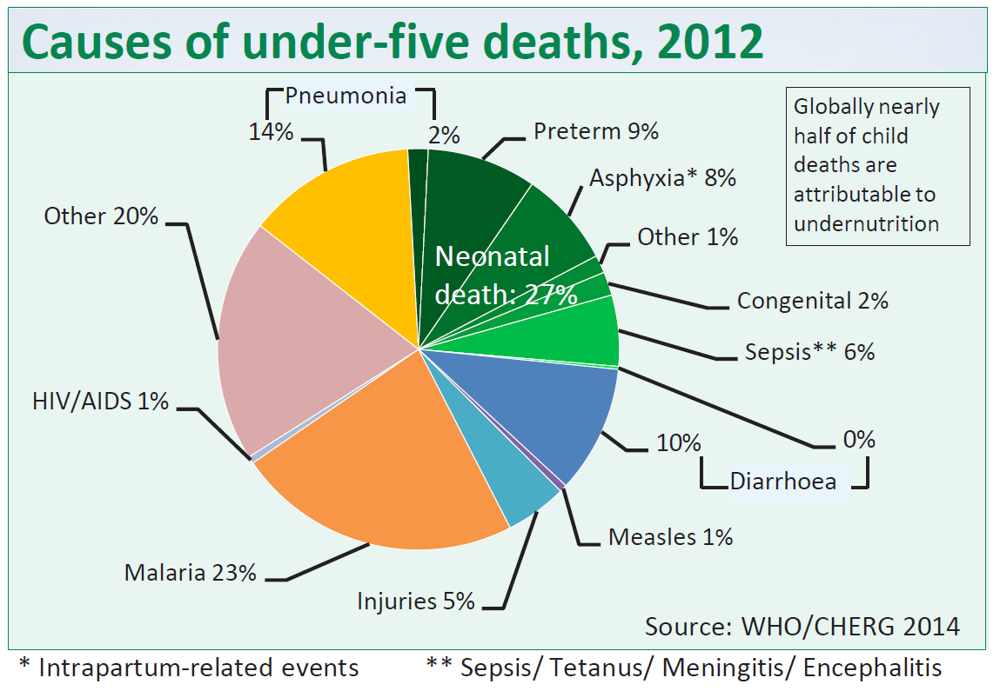 Causes of under-five deaths, 2012
Pneumonia
14%
2%
Preterm 9%
Asphyxia* 8%
Other 1%
Congenital 2%
Sepsis** 6%
0%
10%
Diarrhoea
Measles 1%
Injuries 5%
Malaria 23%
HIV/AIDS 1%
Other 20%
Neonatal
death: 27%
Globally nearly
half of child
deaths are
attributable to
undernutrition
Source: WHO/CHERG 2014
* Intrapartum-related events
** Sepsis/ Tetanus/ Meningitis/ Encephalitis